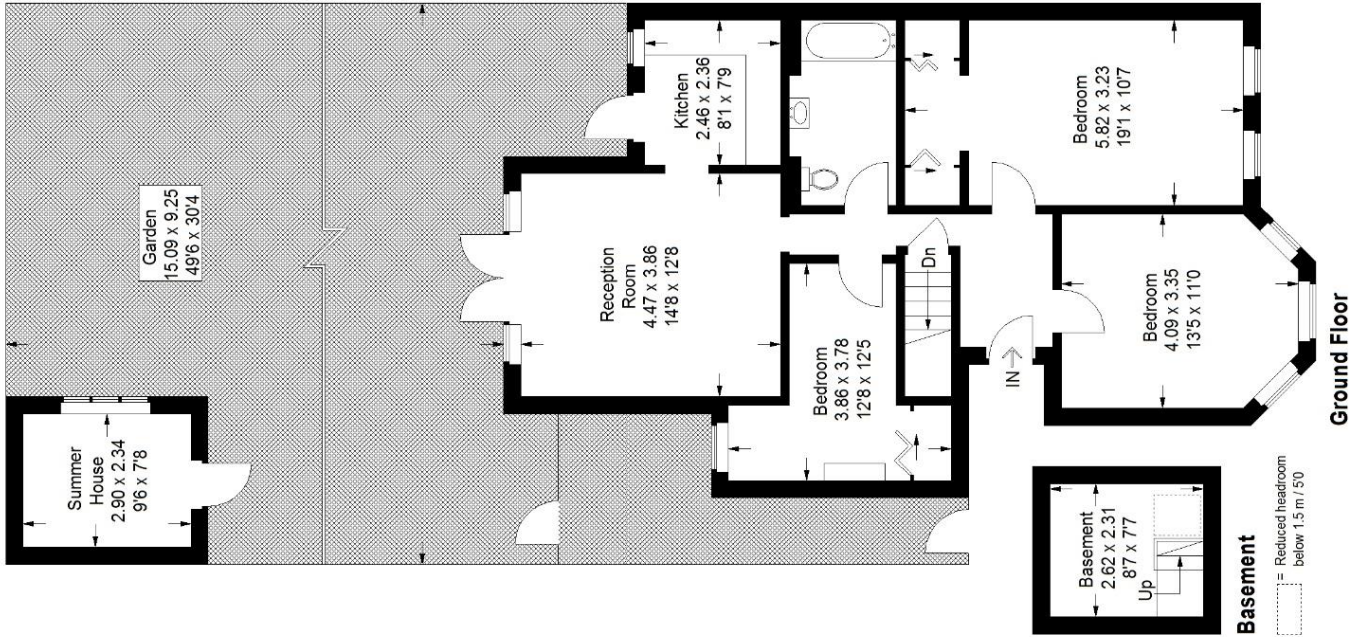 Garden
15.09 x 9.25
49'6 x 30'4
Summer
House
2.90 x 2.34
9'6 x 7'8
Kitchen
2.46 x 2.36
8'1 x 7'9
Reception
Room
4.47 x 3.86
14'8 x 12'8
Bedroom
3.86 x 3.78
12'8 x 12'5
Dn
Bedroom
5.82 x 3.23
19'1 x 10'7
IN
Bedroom
4.09 x 3.35
13'5 x 11'0
Ground Floor
Basement
2.62 x 2.31
8'7 x 7'7
Up
Basement
= Reduced headroom
below 1.5 m / 5'0